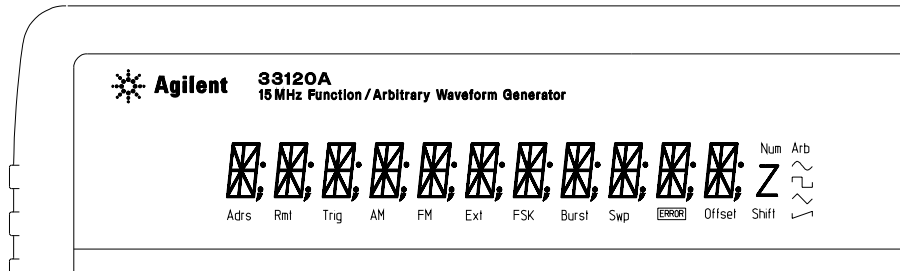 Agilent
33120A
15 MHz Function / Arbitrary Waveform Generator
Num Arb
Z
Adrs Rmt Trig AM FM Ext FSK Burst Swp ERROR Offset Shift